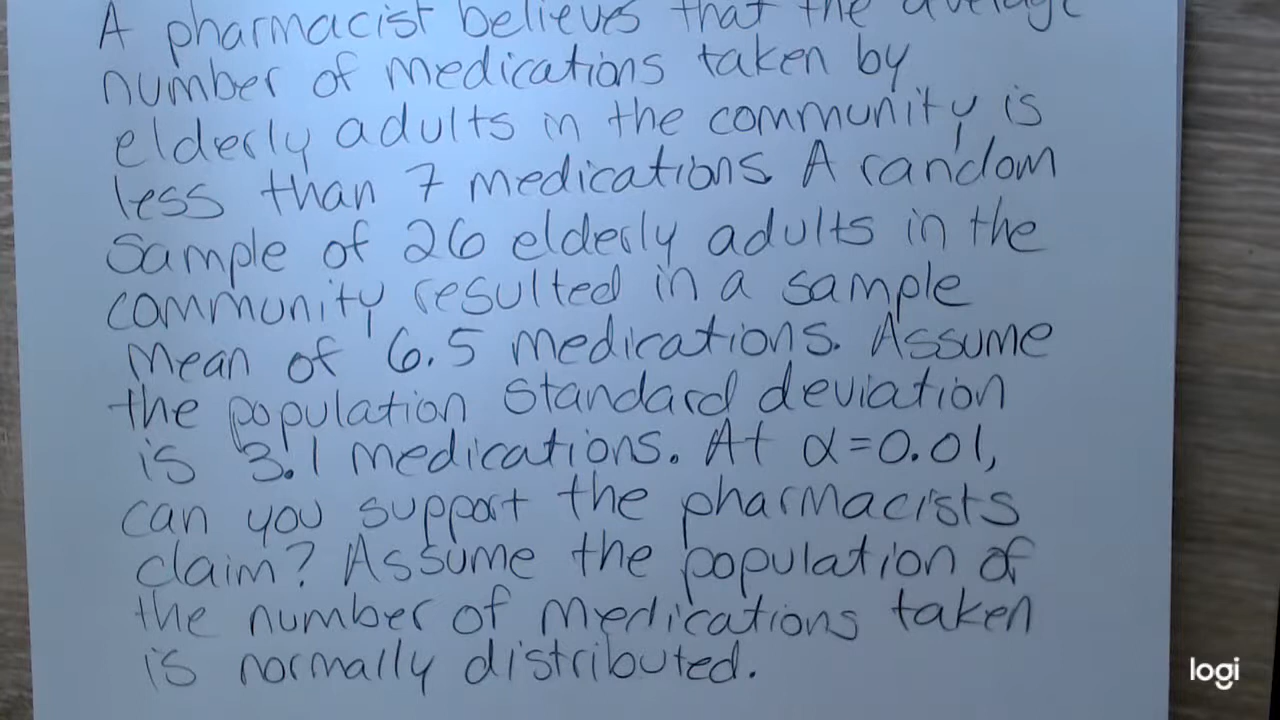 A pharmacist believes that the average
number of medications taken by
elderly adults in the community is
less than 7 medications. A random
Sample of 26 elderly adults in the
community resulted in a sample
mean of 6.5 medications. Assume
the population standard deviation
is 3.1 medications. At α=0.01,
can you support the pharmacists
claim? Assume the population of
the number of medications taken
is normally distributed.
logi